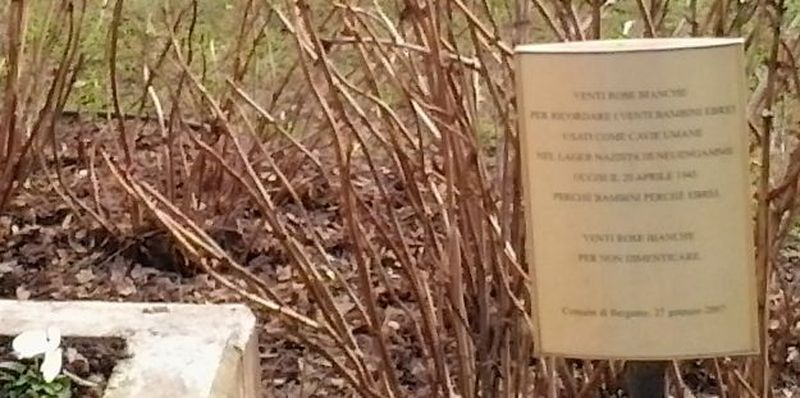 VENTI ROSE BIANCHE
PER RICORDARE I VENTI BAMBINI EBREI
USATI COME CAVIE UMANE
NEL LAGER NAZISTA DI NEUENGAMME
UCCISI IL 20 APRILE 1945
PERCHÉ BAMBINI PERCHÉ EBREI.
VENTI ROSE BIANCHE
PER NON DIMENTICARE.
Comune di Bergamo, 27 gennaio 2007